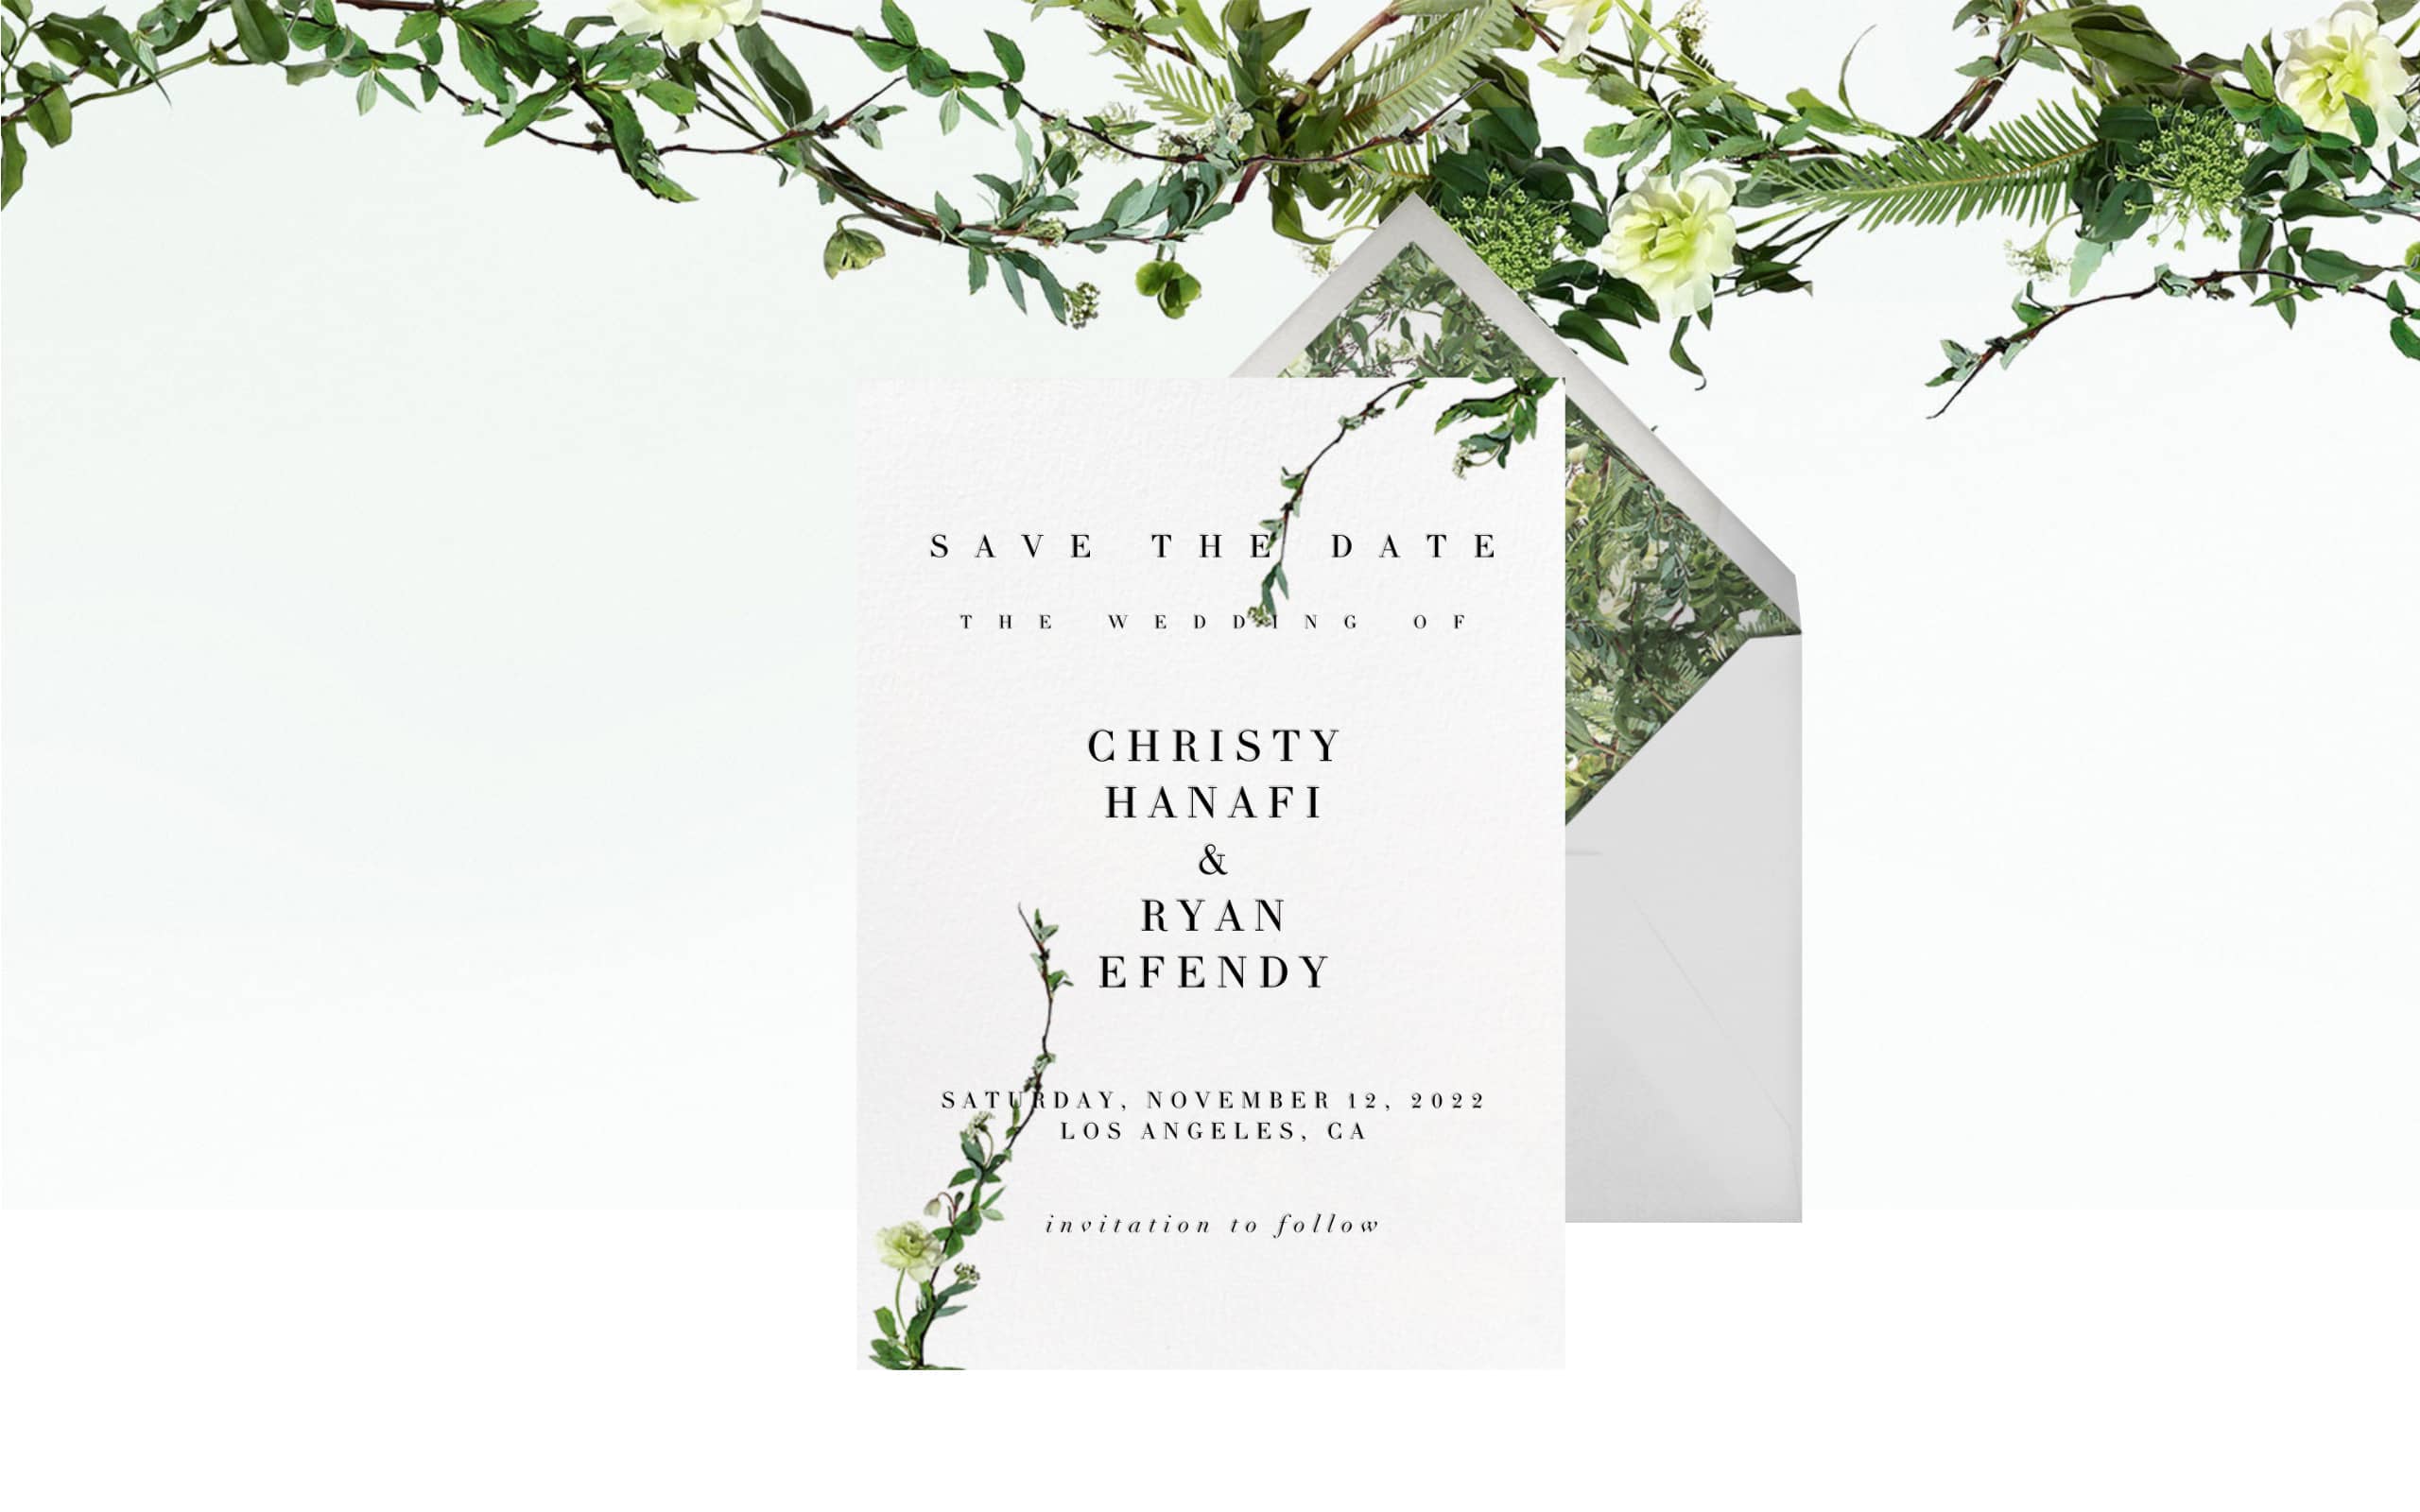 SAVE THE DATE
THE WEDDING OF
CHRISTY
HANAFI
&
RYAN
EFENDY
SATURDAY, NOVEMBER 12, 2022
LOS ANGELES, CA
invitation to follow